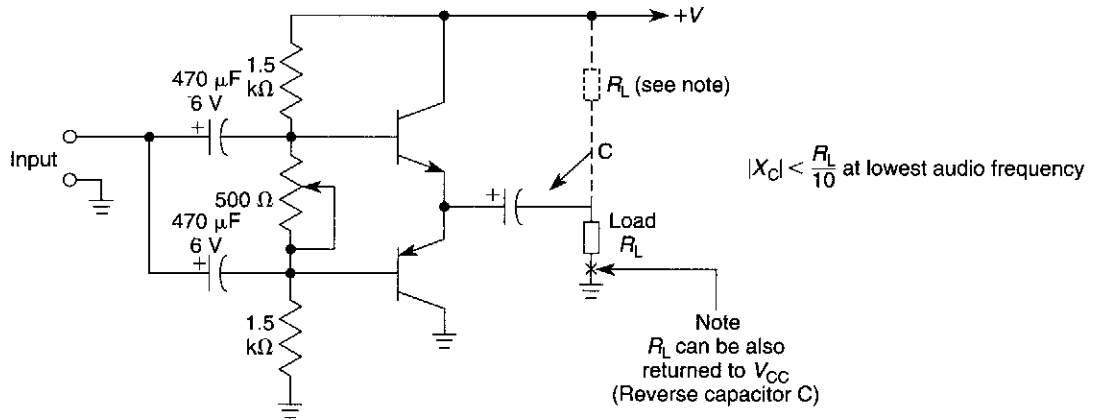 +V
1.5
kΩ
470 μF
6 V
+
Input
R_L (see note)
C
|X_C| < R_L/10 at lowest audio frequency
500 Ω
+
470 μF
6 V
+
Load
R_L
1.5
kΩ
Note
R_L can be also
returned to V_CC
(Reverse capacitor C)